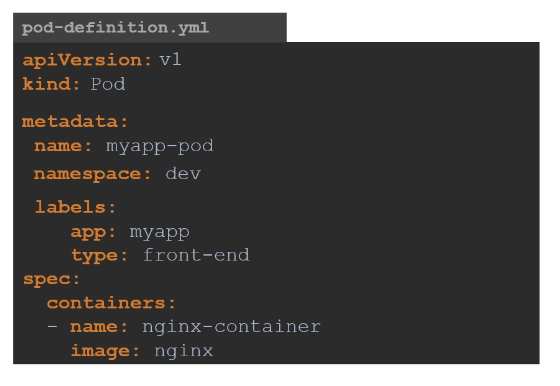 pod-definition.yml
apiVersion: v1
kind: Pod
metadata:
 name: myapp-pod
 namespace: dev
 labels:
    app: myapp
    type: front-end
spec:
  containers:
  - name: nginx-container
    image: nginx